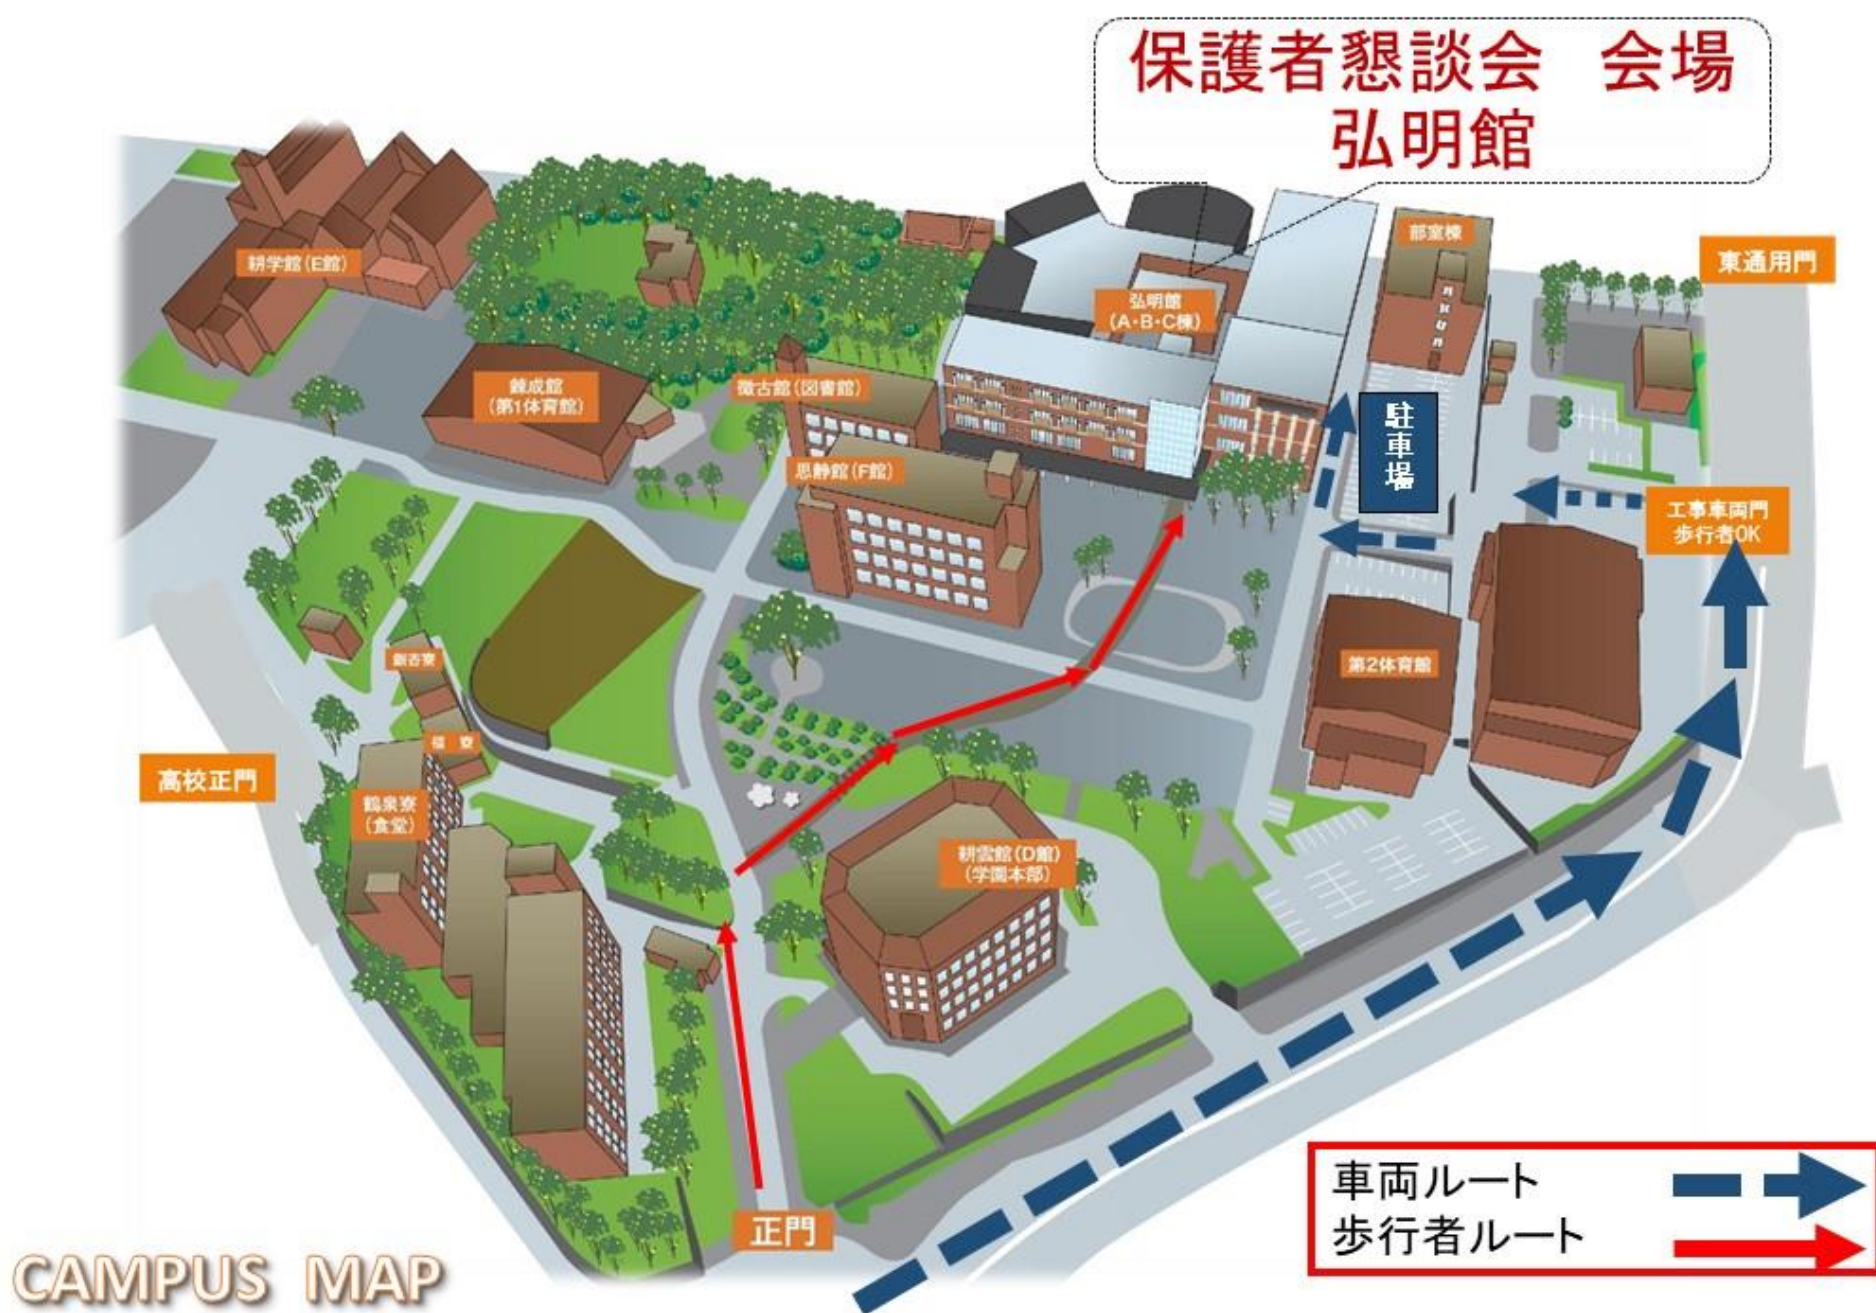 保護者懇談会　会場
弘明館
部室棟
東通用門
耕学館(E館)
弘明館
(A・B・C棟)
錬成館
(第1体育館)
徴古館(図書館)
駐車場
思静館(F館)
工事車両門
歩行者OK
銀杏寮
第2体育館
高校正門
鶴泉寮
(食堂)
耕雲館(D館)
(学園本部)
正門
車両ルート
歩行者ルート
CAMPUS MAP